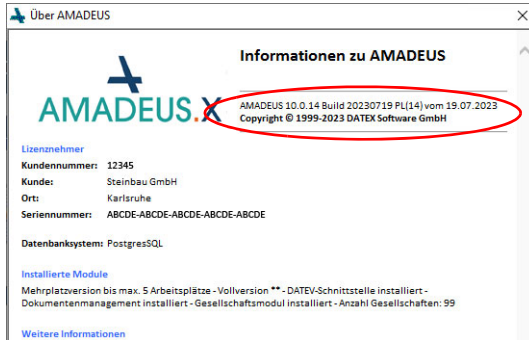 Über AMADEUS
Informationen zu AMADEUS
AMADEUS.X
AMADEUS 10.0.14 Build 20230719 PL(14) vom 19.07.2023
Copyright © 1999-2023 DATEX Software GmbH
Lizenznehmer
Kundennummer: 12345
Kunde: Steinbau GmbH
Ort: Karlsruhe
Seriennummer: ABCDE-ABCDE-ABCDE-ABCDE-ABCDE
Datenbanksystem: PostgresSQL
Installierte Module
Mehrplatzversion bis max. 5 Arbeitsplätze - Vollversion ** - DATEV-Schnittstelle installiert -
Dokumentenmanagement installiert - Gesellschaftsmodul installiert - Anzahl Gesellschaften: 99
Weitere Informationen